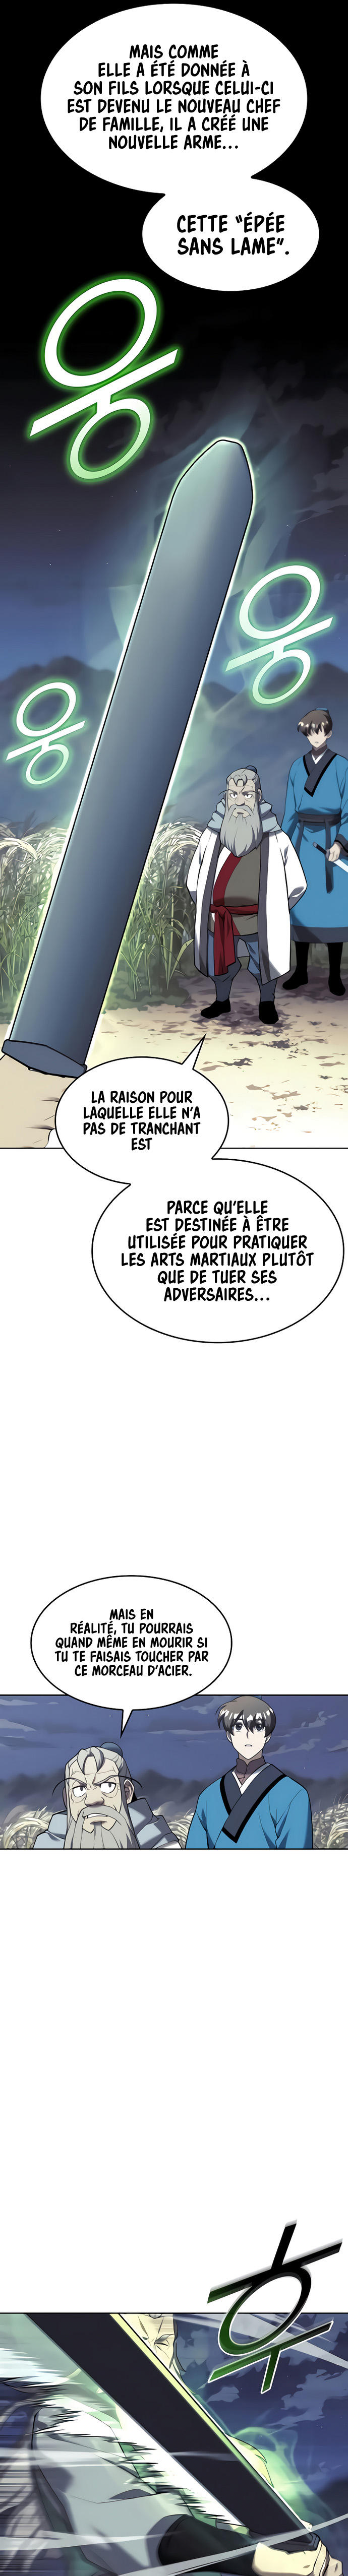 MAIS COMME
ELLE A ÉTÉ DONNÉE À
SON FILS LORSQUE CELUI-CI
EST DEVENU LE NOUVEAU CHEF
DE FAMILLE, IL A CRÉÉ UNE
NOUVELLE ARME...
CETTE "ÉPÉE
SANS LAME".
웅
웅
웅
LA RAISON POUR
LAQUELLE ELLE N'A
PAS DE TRANCHANT
EST
PARCE QU'ELLE
EST DESTINÉE À ÊTRE
UTILISÉE POUR PRATIQUER
LES ARTS MARTIAUX PLUTÔT
QUE DE TUER SES
ADVERSAIRES...
MAIS EN
RÉALITÉ, TU POURRAIS
QUAND MÊME EN MOURIR SI
TU TE FAISAIS TOUCHER PAR
CE MORCEAU D'ACIER.